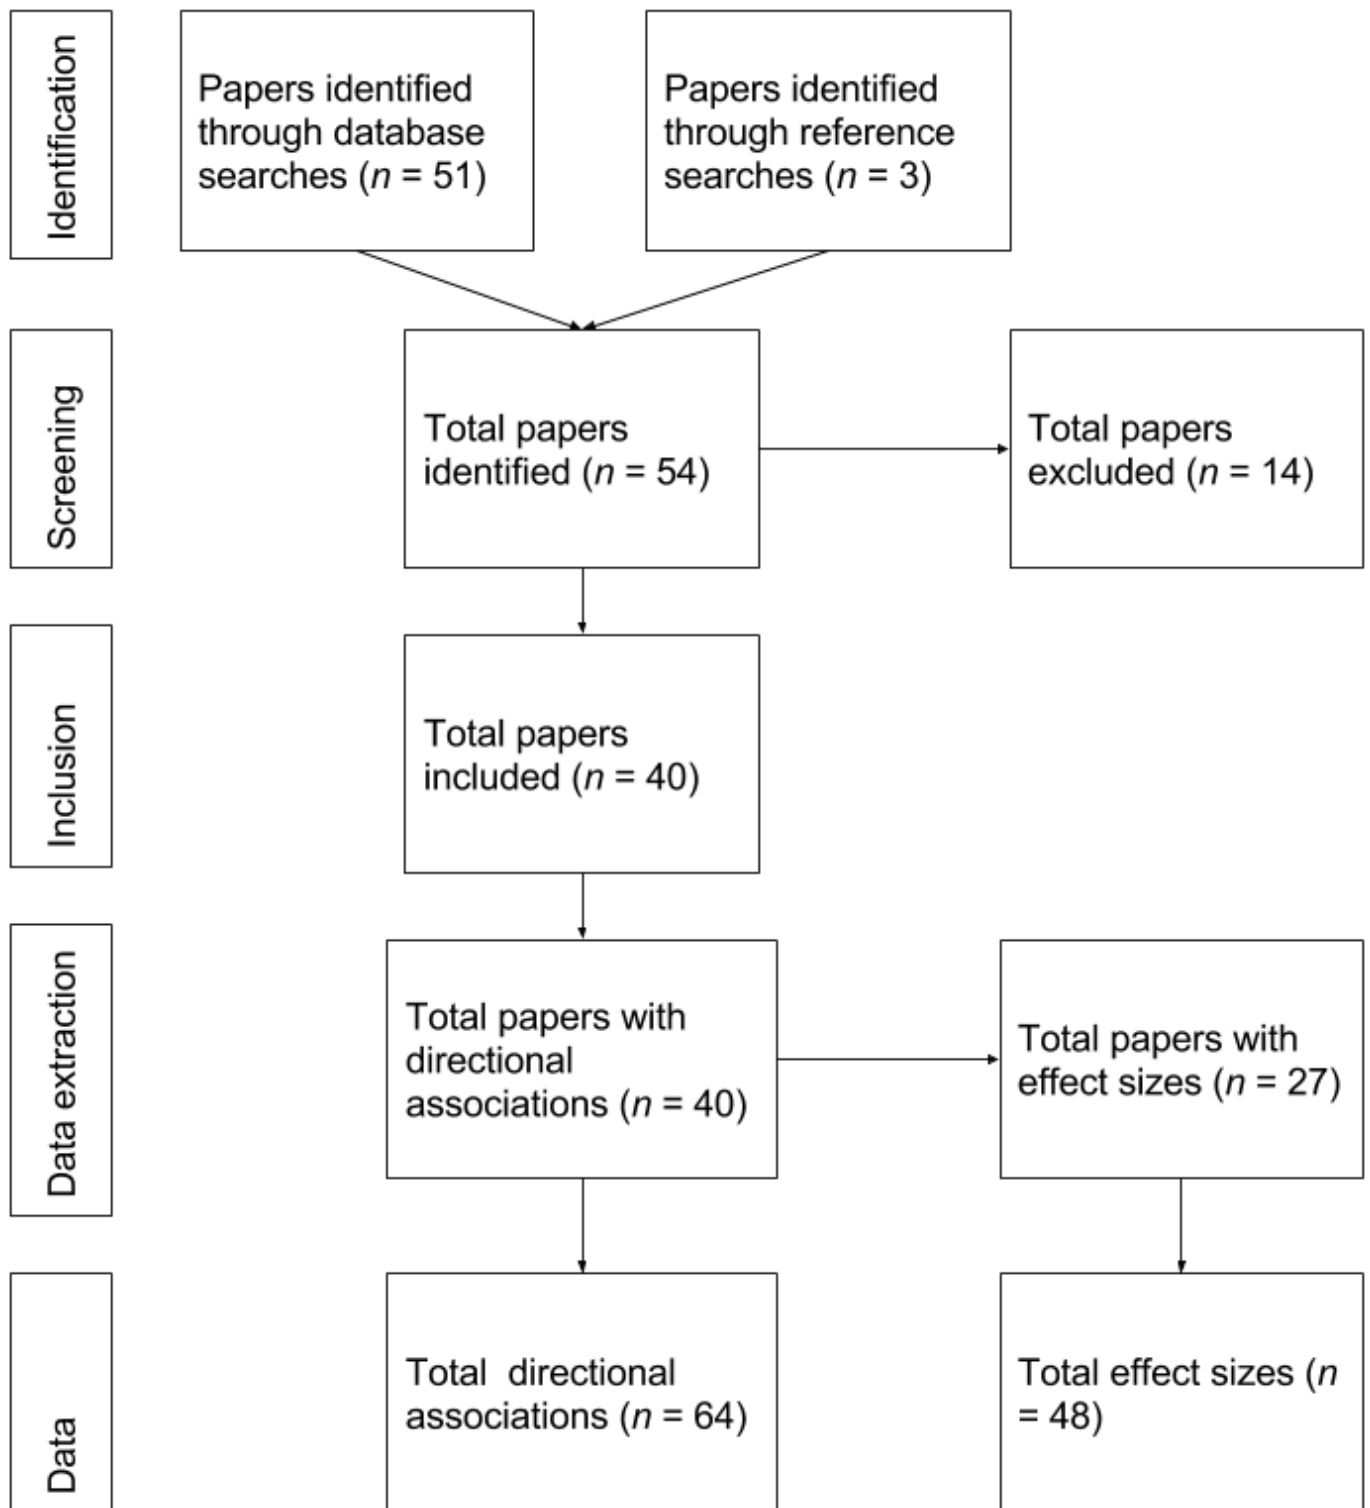 Identification
Papers identified
through database
searches (n = 51)
Papers identified
through reference
searches (n = 3)
Screening
Total papers
identified (n = 54)
Total papers
excluded (n = 14)
Inclusion
Total papers
included (n = 40)
Data extraction
Total papers with
directional
associations (n = 40)
Total papers with
effect sizes (n = 27)
Data
Total  directional
associations (n = 64)
Total effect sizes (n
= 48)